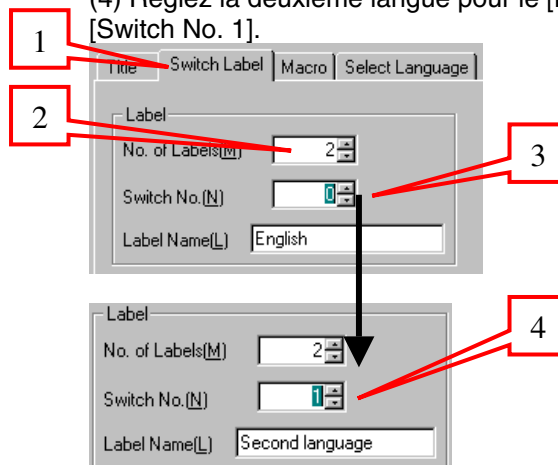 (4) Réglez la deuxième langue pour le
[Switch No. 1].
1
Title Switch Label Macro Select Language
Label
2
No. of Labels(M) 2
3
Switch No.(N) 0
Label Name(L) English
Label
No. of Labels(M) 2
4
Switch No.(N) 1
Label Name(L) Second language